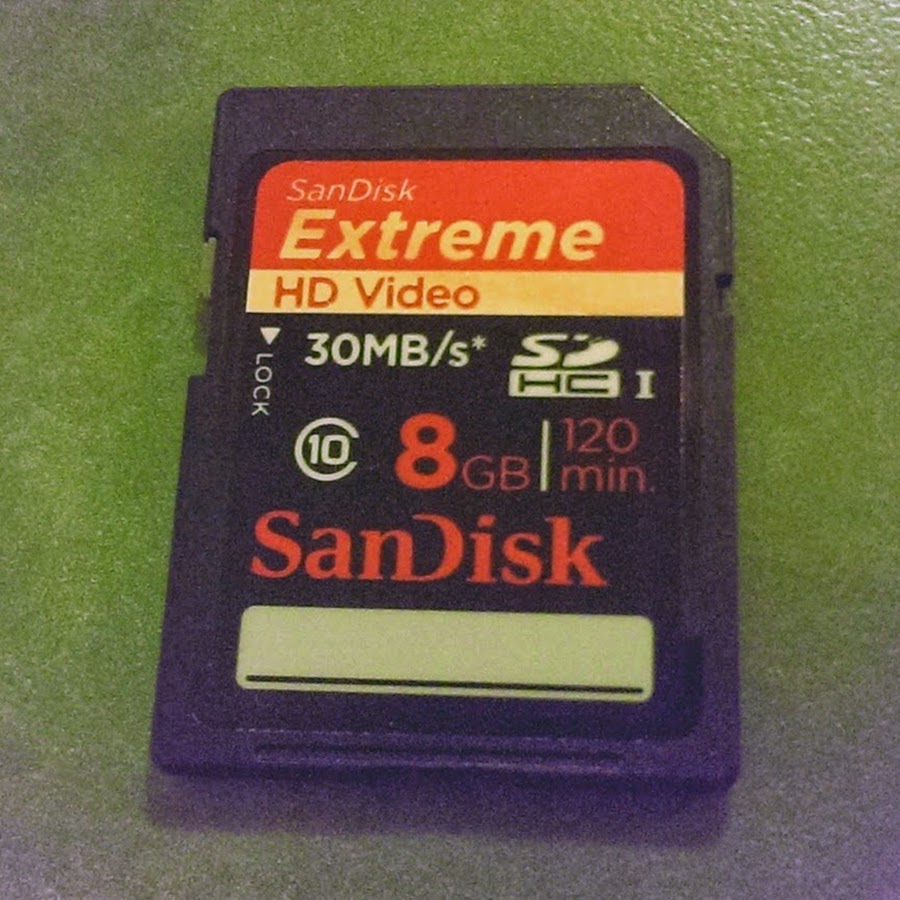 SanDisk
Extreme
HD Video
30MB/s* SD HC I
LOCK
10 8GB 120 min.
SanDisk